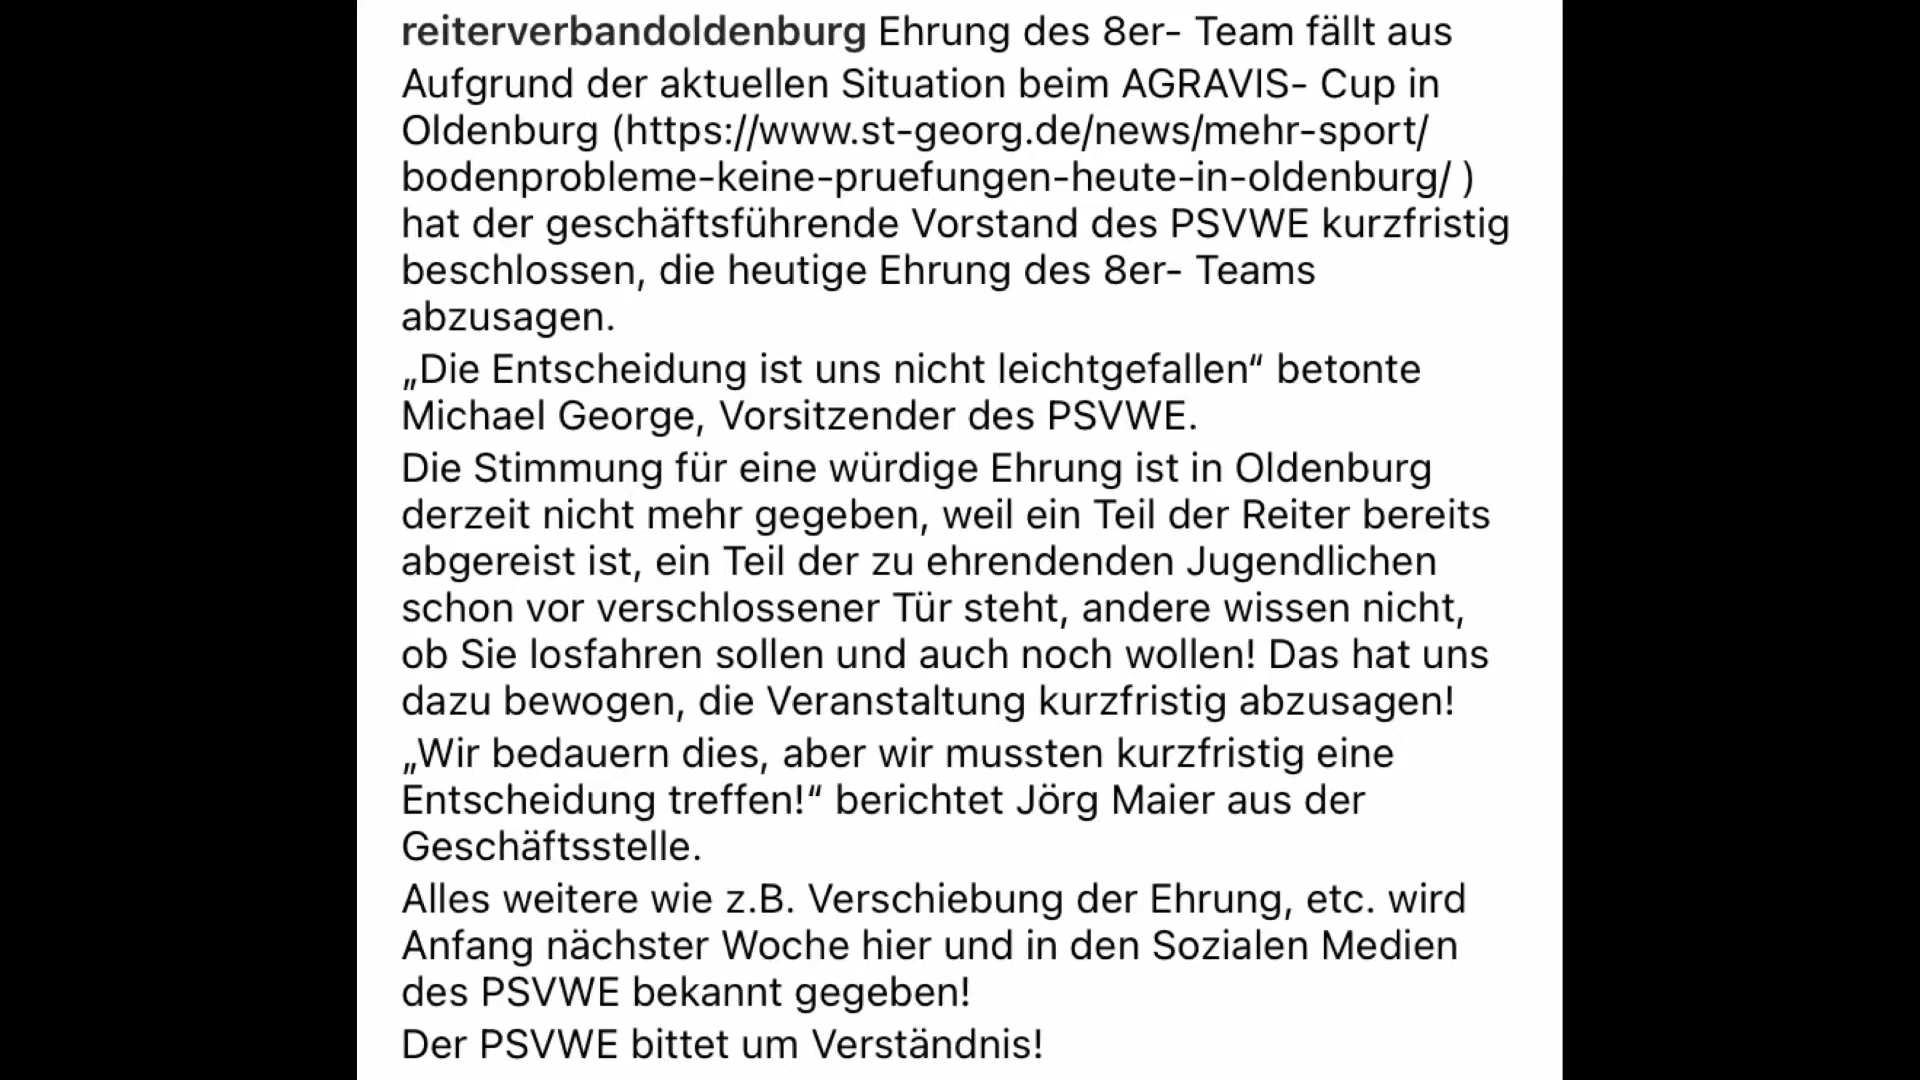 reiterverbandoldenburg Ehrung des 8er- Team fällt aus
Aufgrund der aktuellen Situation beim AGRAVIS- Cup in
Oldenburg (https://www.st-georg.de/news/mehr-sport/
bodenprobleme-keine-pruefungen-heute-in-oldenburg/ )
hat der geschäftsführende Vorstand des PSVWE kurzfristig
beschlossen, die heutige Ehrung des 8er- Teams
abzusagen.
„Die Entscheidung ist uns nicht leichtgefallen“ betonte
Michael George, Vorsitzender des PSVWE.
Die Stimmung für eine würdige Ehrung ist in Oldenburg
derzeit nicht mehr gegeben, weil ein Teil der Reiter bereits
abgereist ist, ein Teil der zu ehrendenden Jugendlichen
schon vor verschlossener Tür steht, andere wissen nicht,
ob Sie losfahren sollen und auch noch wollen! Das hat uns
dazu bewogen, die Veranstaltung kurzfristig abzusagen!
„Wir bedauern dies, aber wir mussten kurzfristig eine
Entscheidung treffen!“ berichtet Jörg Maier aus der
Geschäftsstelle.
Alles weitere wie z.B. Verschiebung der Ehrung, etc. wird
Anfang nächster Woche hier und in den Sozialen Medien
des PSVWE bekannt gegeben!
Der PSVWE bittet um Verständnis!